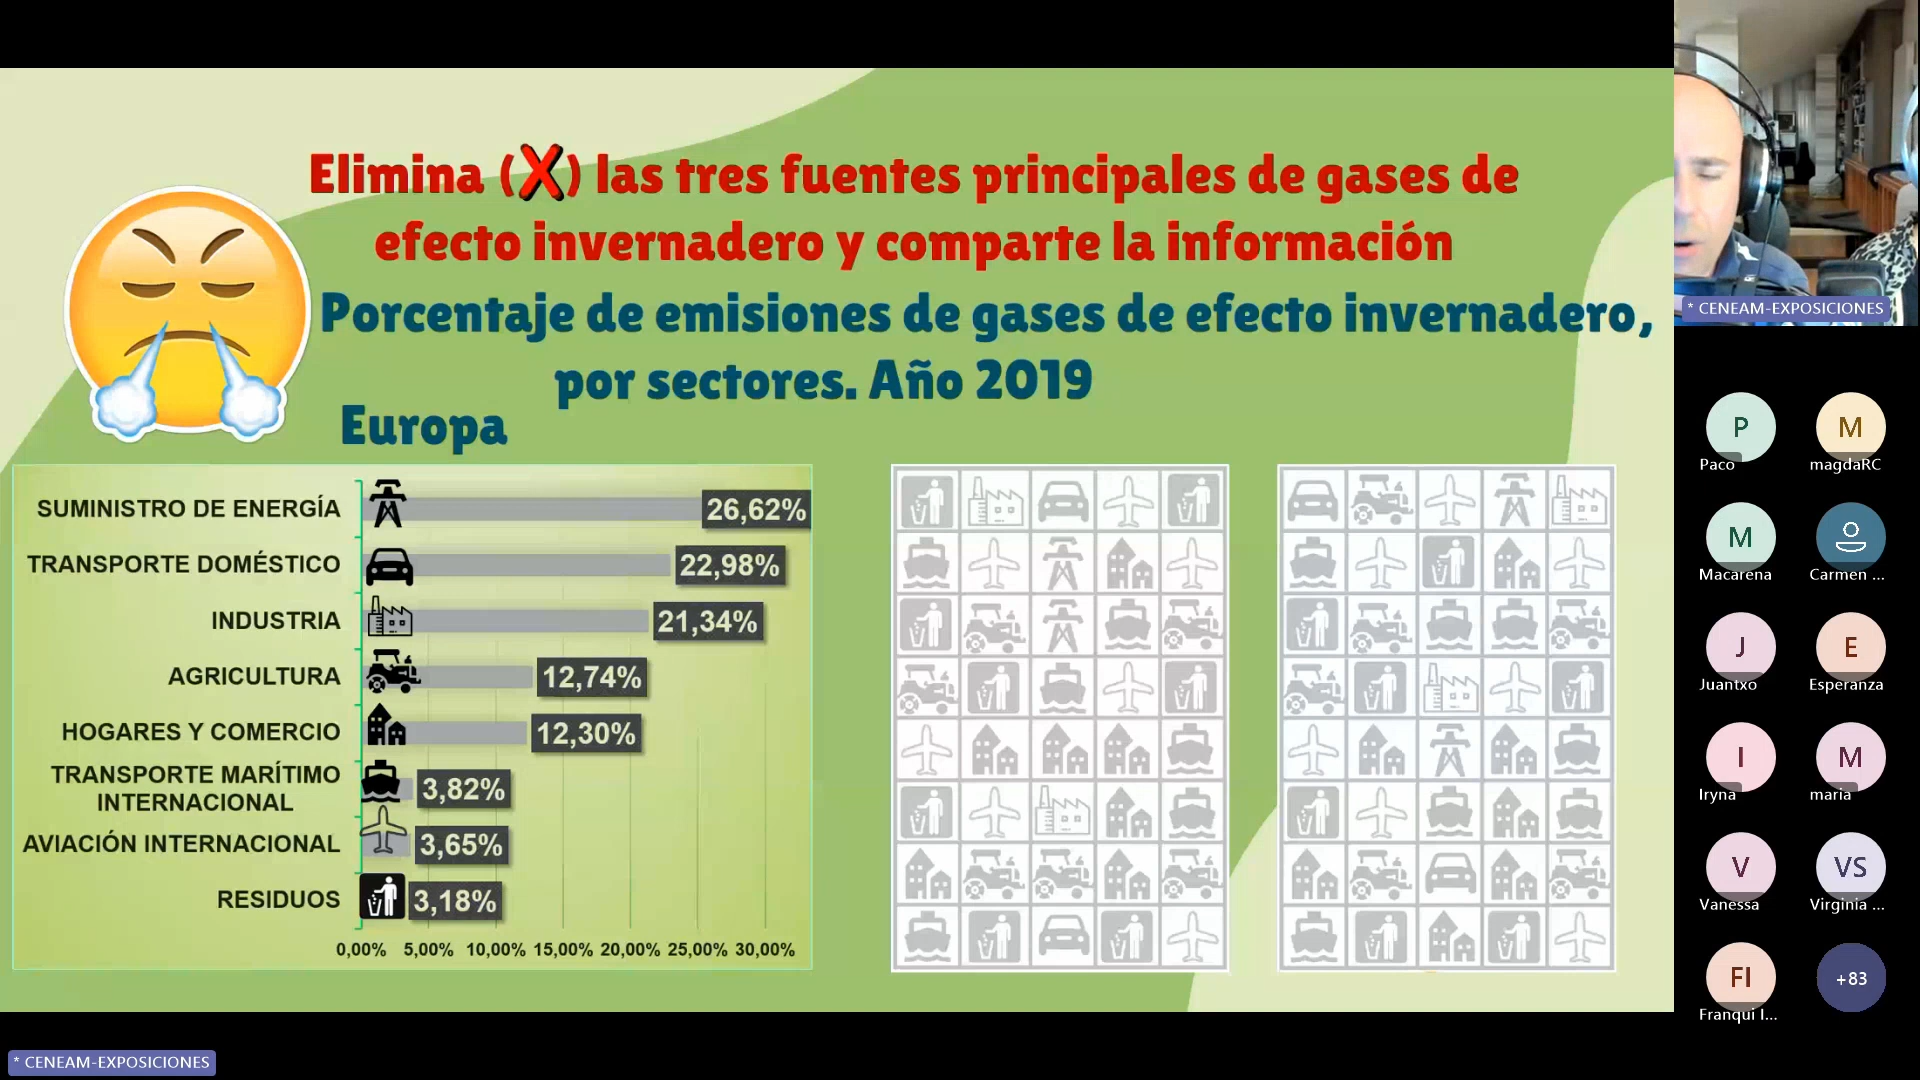 Elimina (X) las tres fuentes principales de gases de
efecto invernadero y comparte la información
Porcentaje de emisiones de gases de efecto invernadero,
por sectores. Año 2019
Europa
SUMINISTRO DE ENERGÍA
26,62%
TRANSPORTE DOMÉSTICO
22,98%
INDUSTRIA
21,34%
AGRICULTURA
12,74%
HOGARES Y COMERCIO
12,30%
TRANSPORTE MARÍTIMO
INTERNACIONAL
3,82%
AVIACIÓN INTERNACIONAL
3,65%
RESIDUOS
3,18%
0,00% 5,00% 10,00% 15,00% 20,00% 25,00% 30,00%
* CENEAM-EXPOSICIONES
P
Paco
M
magdaRC
M
Macarena
Carmen ...
J
Juantxo
E
Esperanza
I
Iryna
M
maria
V
Vanessa
VS
Virginia ...
FI
Franqui I...
+83
* CENEAM-EXPOSICIONES